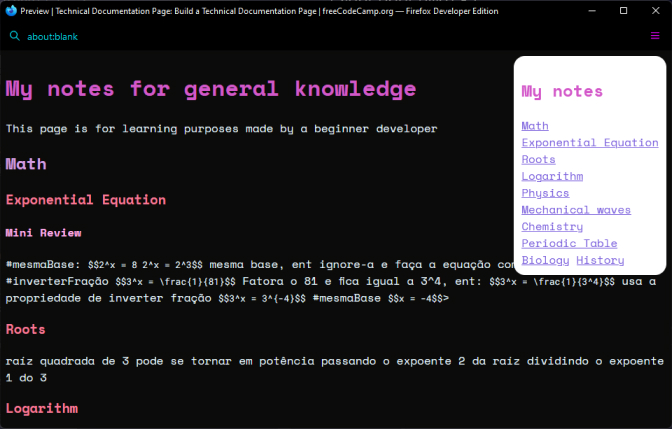 Preview | Technical Documentation Page: Build a Technical Documentation Page | freeCodeCamp.org — Firefox Developer Edition
about:blank
My notes for general knowledge
This page is for learning purposes made by a beginner developer
Math
Exponential Equation
Mini Review
#mesmaBase: $$2^x = 8 2^x = 2^3$$ mesma base, ent ignore-a e faça a equação
#inverterFração $$3^x = \frac{1}{81}$$ Fatora o 81 e fica igual a 3^4, ent: $$3^x = \frac{1}{3^4}$$ usa a
propriedade de inverter fração $$3^x = 3^{-4}$$ #mesmaBase $$x = -4$$>
Roots
raíz quadrada de 3 pode se tornar em potência passando o expoente 2 da raíz dividindo o expoente
1 do 3
Logarithm
My notes
Math
Exponential Equation
Roots
Logarithm
Physics
Mechanical waves
Chemistry
Periodic Table
Biology History